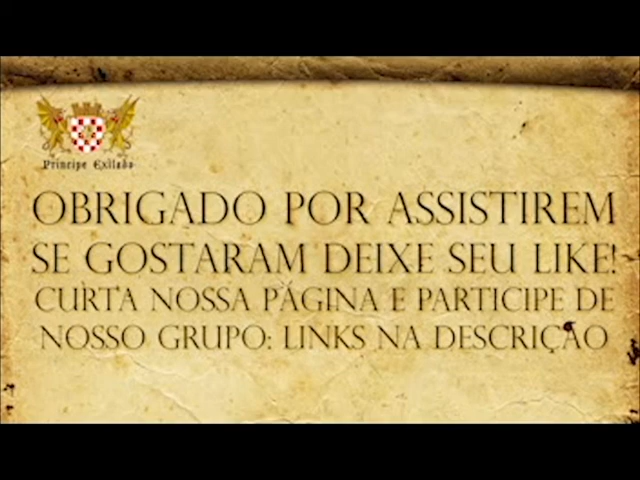 Principe Exilado
OBRIGADO POR ASSISTIREM
SE GOSTARAM DEIXE SEU LIKE!
CURTA NOSSA PÁGINA E PARTICIPE DE
NOSSO GRUPO: LINKS NA DESCRIÇÃO